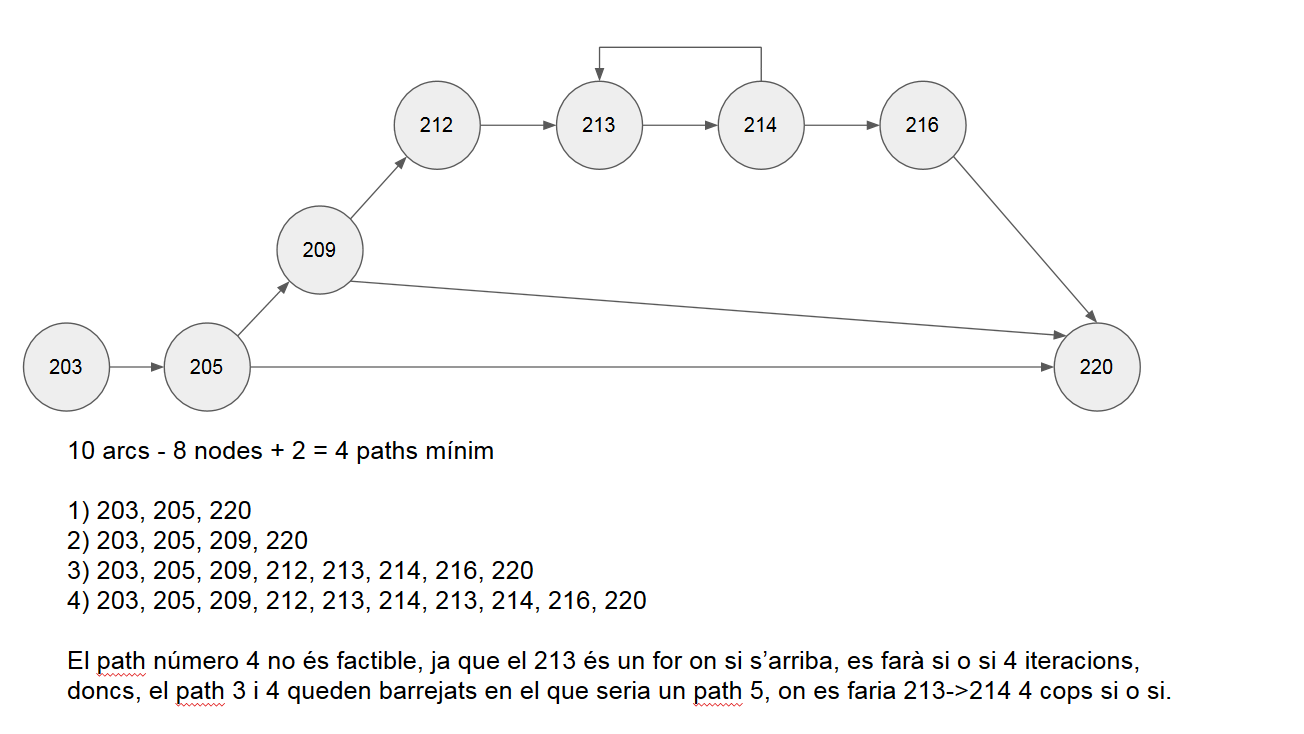 212 213 214 216
209
203 205 220
10 arcs - 8 nodes + 2 = 4 paths mínim
1) 203, 205, 220
2) 203, 205, 209, 220
3) 203, 205, 209, 212, 213, 214, 216, 220
4) 203, 205, 209, 212, 213, 214, 213, 214, 216, 220
El path número 4 no és factible, ja que el 213 és un for on si s’arriba, es farà si o si 4 iteracions,
doncs, el path 3 i 4 queden barrejats en el que seria un path 5, on es faria 213->214 4 cops si o si.